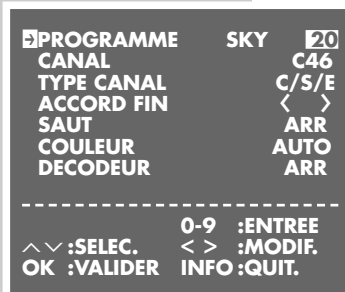 →PROGRAMME SKY 20
CANAL C46
TYPE CANAL C/S/E
ACCORD FIN < >
SAUT ARR
COULEUR AUTO
DECODEUR ARR
0-9 :ENTREE
∧∨:SELEC. < > :MODIF.
OK :VALIDER INFO:QUIT.